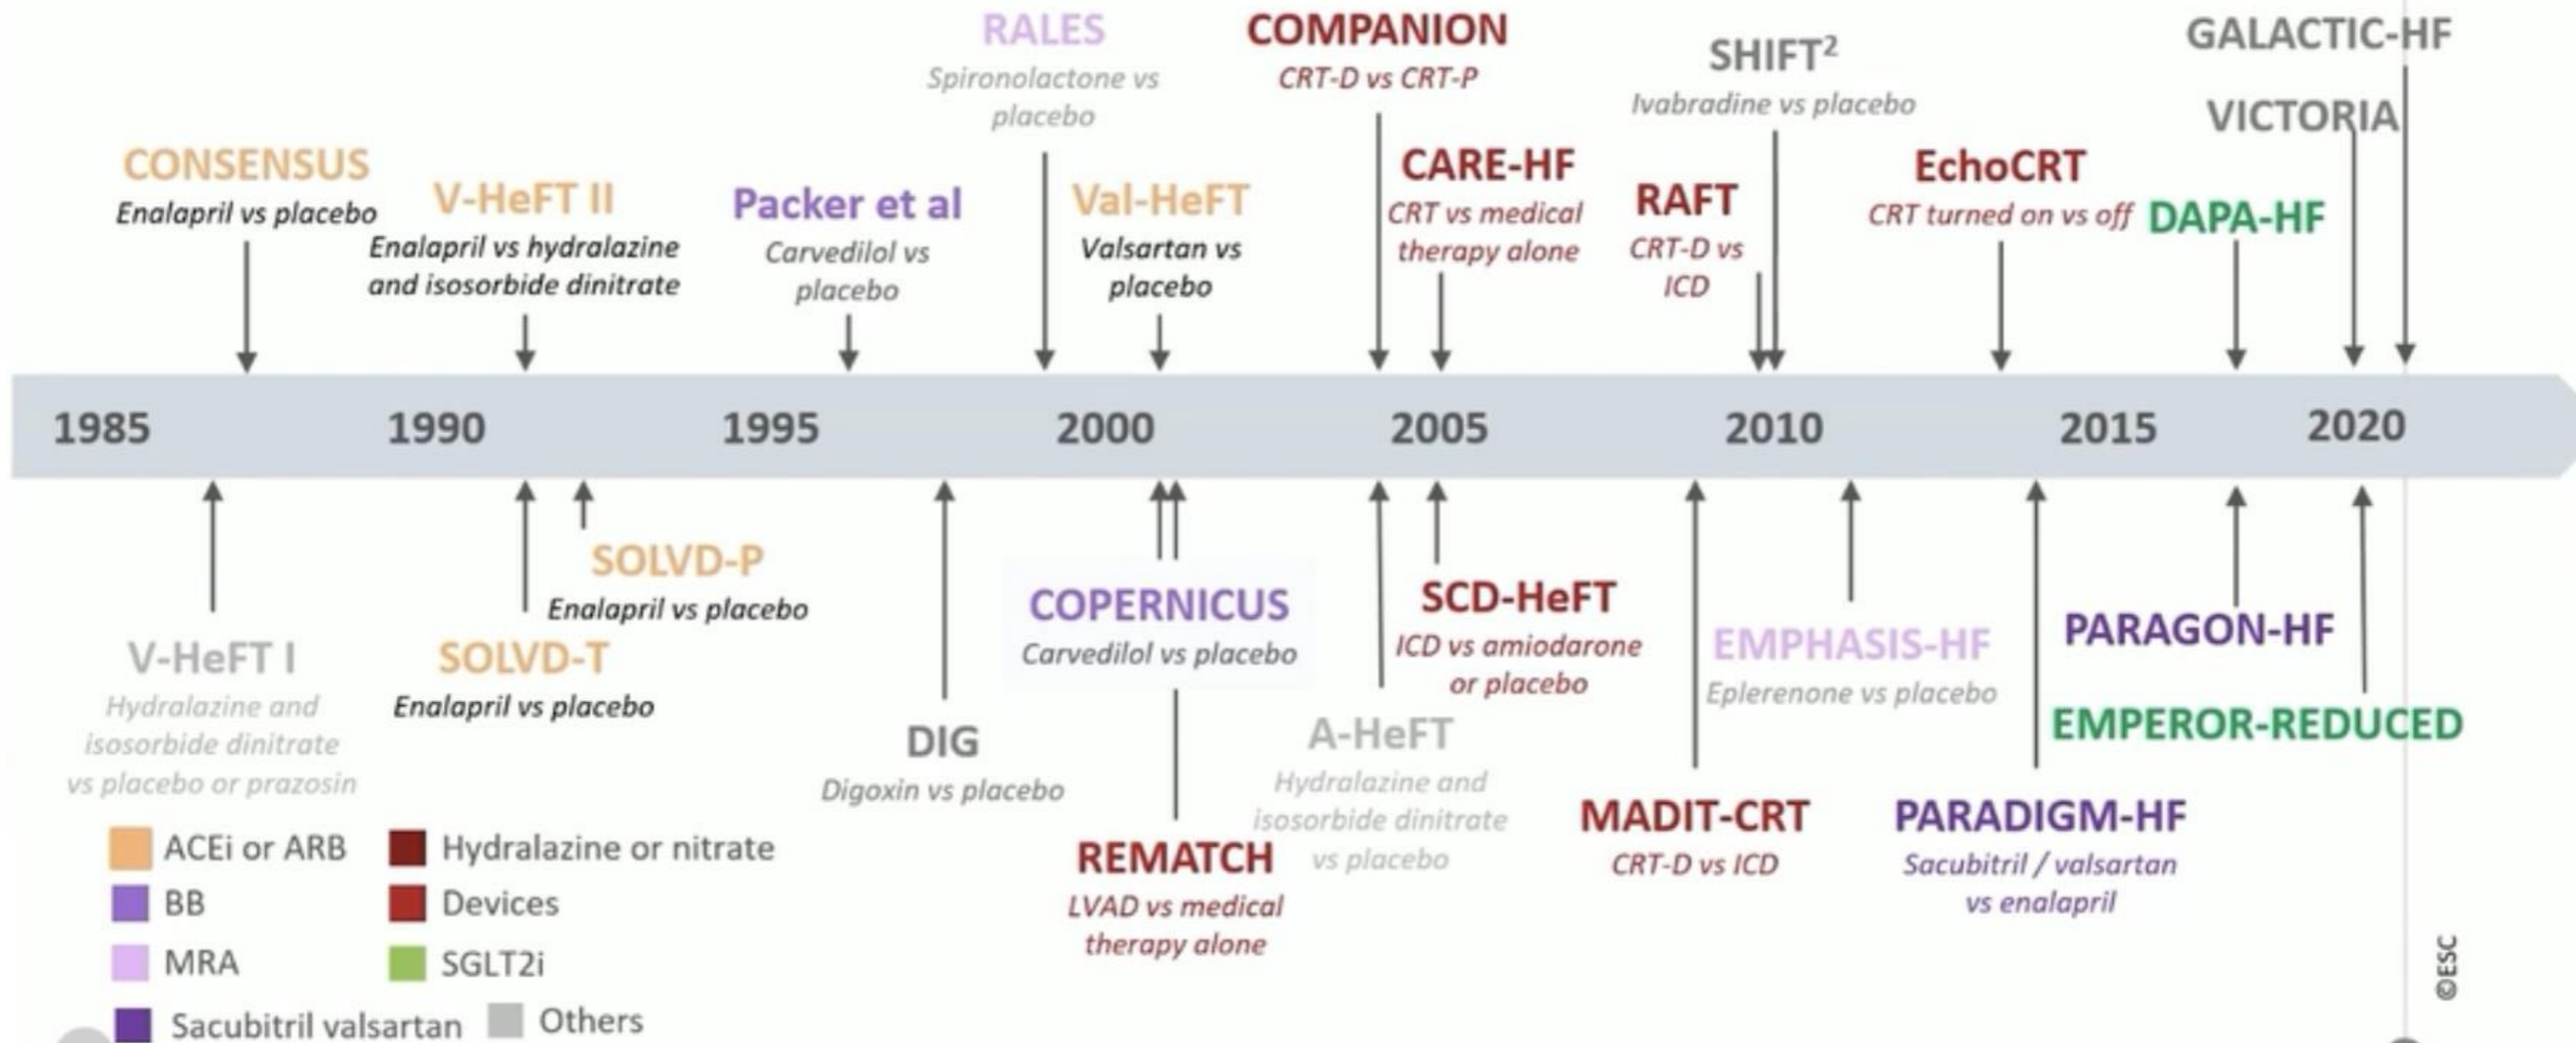 RALES
Spironolactone vs
placebo
COMPANION
CRT-D vs CRT-P
SHIFT²
Ivabradine vs placebo
GALACTIC-HF
VICTORIA
CONSENSUS
Enalapril vs placebo
V-HeFT II
Enalapril vs hydralazine
and isosorbide dinitrate
Packer et al
Carvedilol vs
placebo
Val-HeFT
Valsartan vs
placebo
CARE-HF
CRT vs medical
therapy alone
RAFT
CRT-D vs
ICD
EchoCRT
CRT turned on vs off
DAPA-HF
1985 1990 1995 2000 2005 2010 2015 2020
V-HeFT I
Hydralazine and
isosorbide dinitrate
vs placebo or prazosin
SOLVD-P
Enalapril vs placebo
SOLVD-T
Enalapril vs placebo
DIG
Digoxin vs placebo
COPERNICUS
Carvedilol vs placebo
REMATCH
LVAD vs medical
therapy alone
A-HeFT
Hydralazine and
isosorbide dinitrate
vs placebo
SCD-HeFT
ICD vs amiodarone
or placebo
MADIT-CRT
CRT-D vs ICD
EMPHASIS-HF
Eplerenone vs placebo
PARADIGM-HF
Sacubitril / valsartan
vs enalapril
PARAGON-HF
EMPEROR-REDUCED
ACEi or ARB
BB
MRA
Sacubitril valsartan
Hydralazine or nitrate
Devices
SGLT2i
Others
©ESC